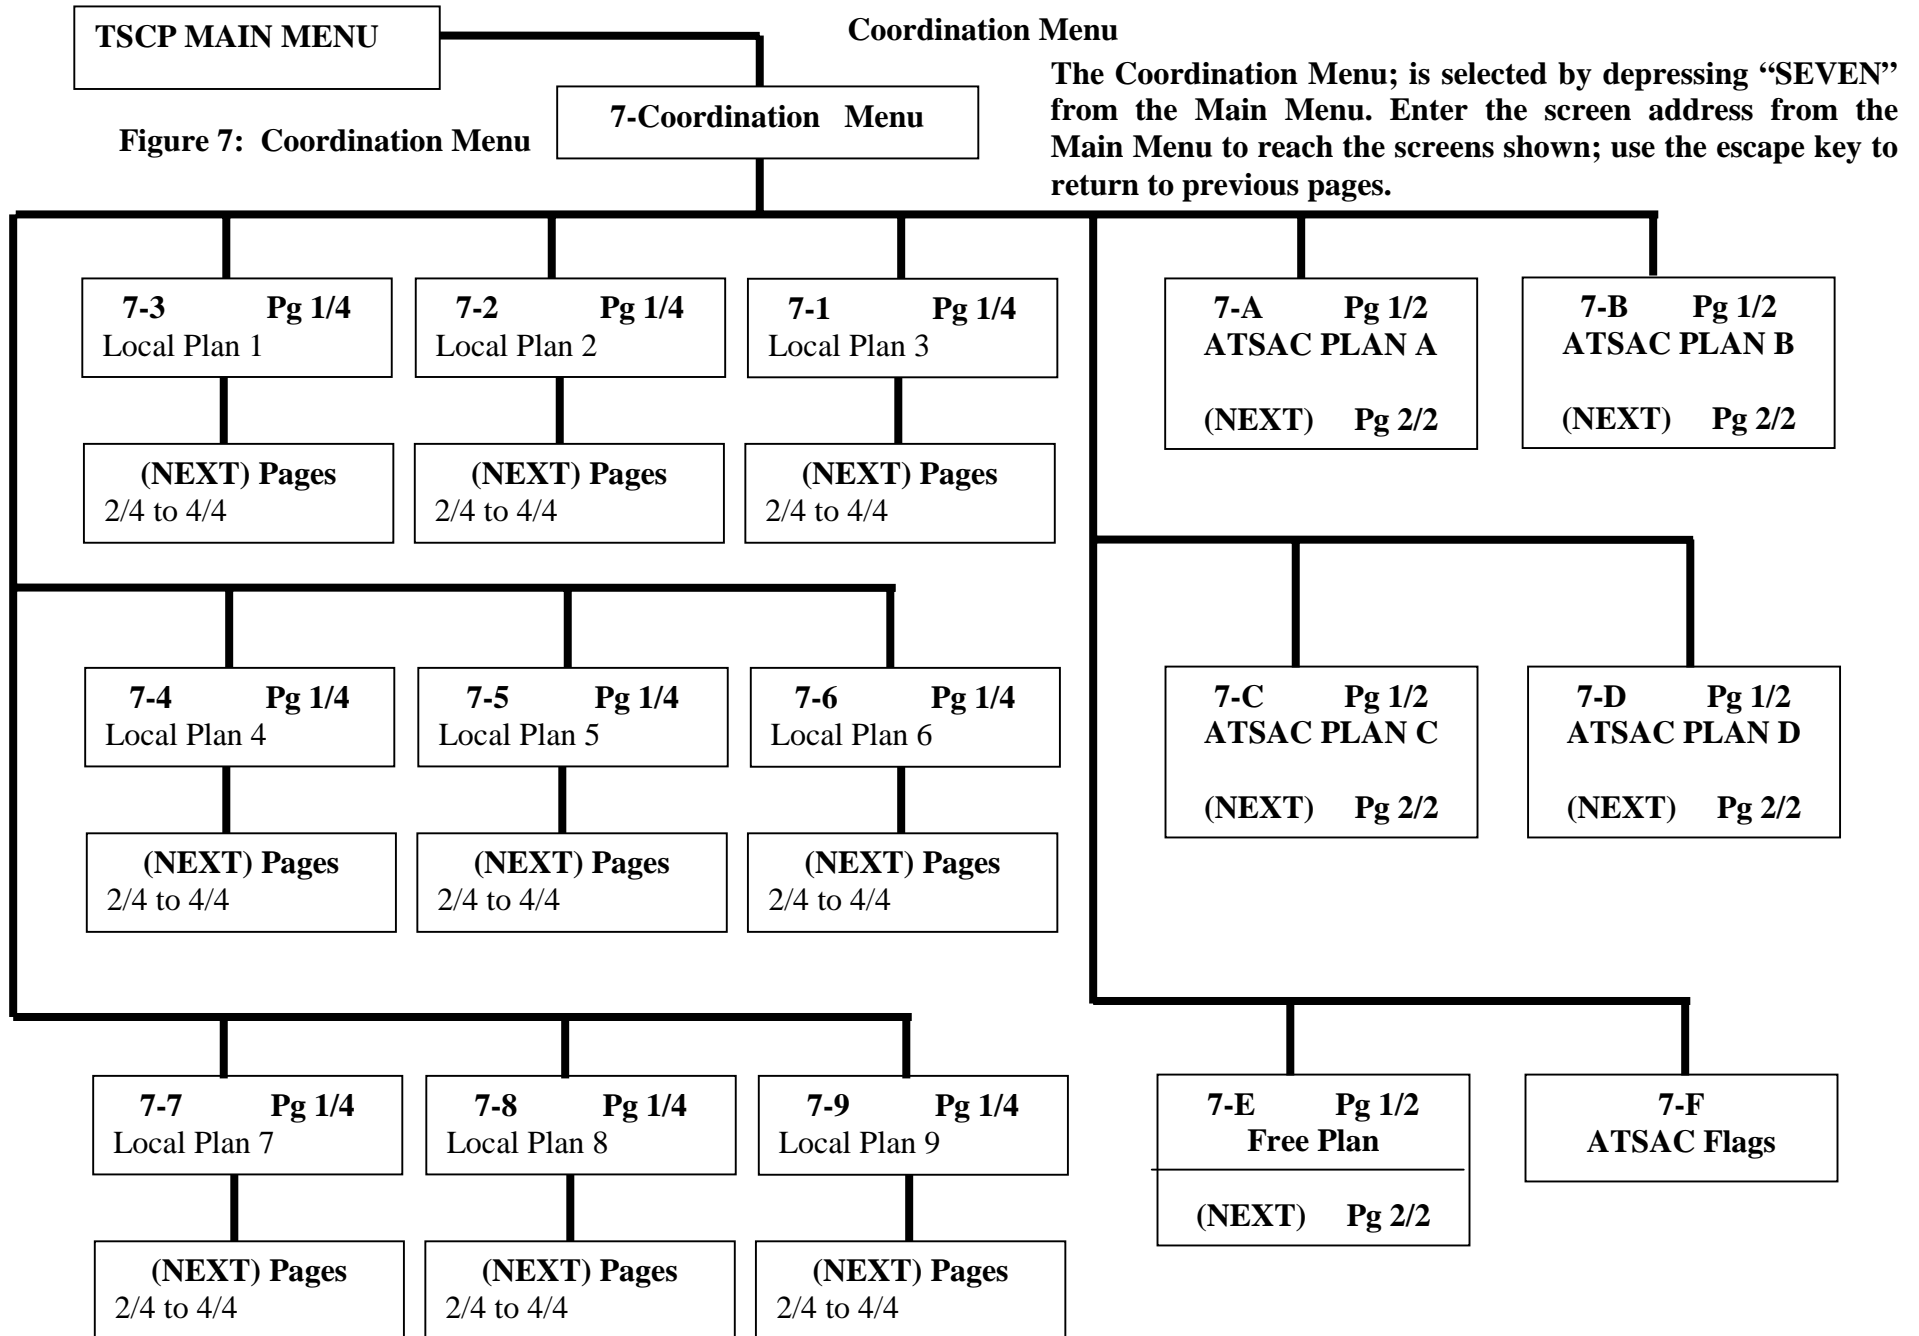 TSCP MAIN MENU
Coordination Menu
The Coordination Menu; is selected by depressing “SEVEN”
from the Main Menu. Enter the screen address from the
Main Menu to reach the screens shown; use the escape key to
return to previous pages.
7-Coordination Menu
Figure 7: Coordination Menu
7-3 Pg 1/4
Local Plan 1
(NEXT) Pages
2/4 to 4/4
7-2 Pg 1/4
Local Plan 2
(NEXT) Pages
2/4 to 4/4
7-1 Pg 1/4
Local Plan 3
(NEXT) Pages
2/4 to 4/4
7-A Pg 1/2
ATSAC PLAN A
(NEXT) Pg 2/2
7-B Pg 1/2
ATSAC PLAN B
(NEXT) Pg 2/2
7-4 Pg 1/4
Local Plan 4
(NEXT) Pages
2/4 to 4/4
7-5 Pg 1/4
Local Plan 5
(NEXT) Pages
2/4 to 4/4
7-6 Pg 1/4
Local Plan 6
(NEXT) Pages
2/4 to 4/4
7-C Pg 1/2
ATSAC PLAN C
(NEXT) Pg 2/2
7-D Pg 1/2
ATSAC PLAN D
(NEXT) Pg 2/2
7-7 Pg 1/4
Local Plan 7
(NEXT) Pages
2/4 to 4/4
7-8 Pg 1/4
Local Plan 8
(NEXT) Pages
2/4 to 4/4
7-9 Pg 1/4
Local Plan 9
(NEXT) Pages
2/4 to 4/4
7-E Pg 1/2
Free Plan
(NEXT) Pg 2/2
7-F
ATSAC Flags